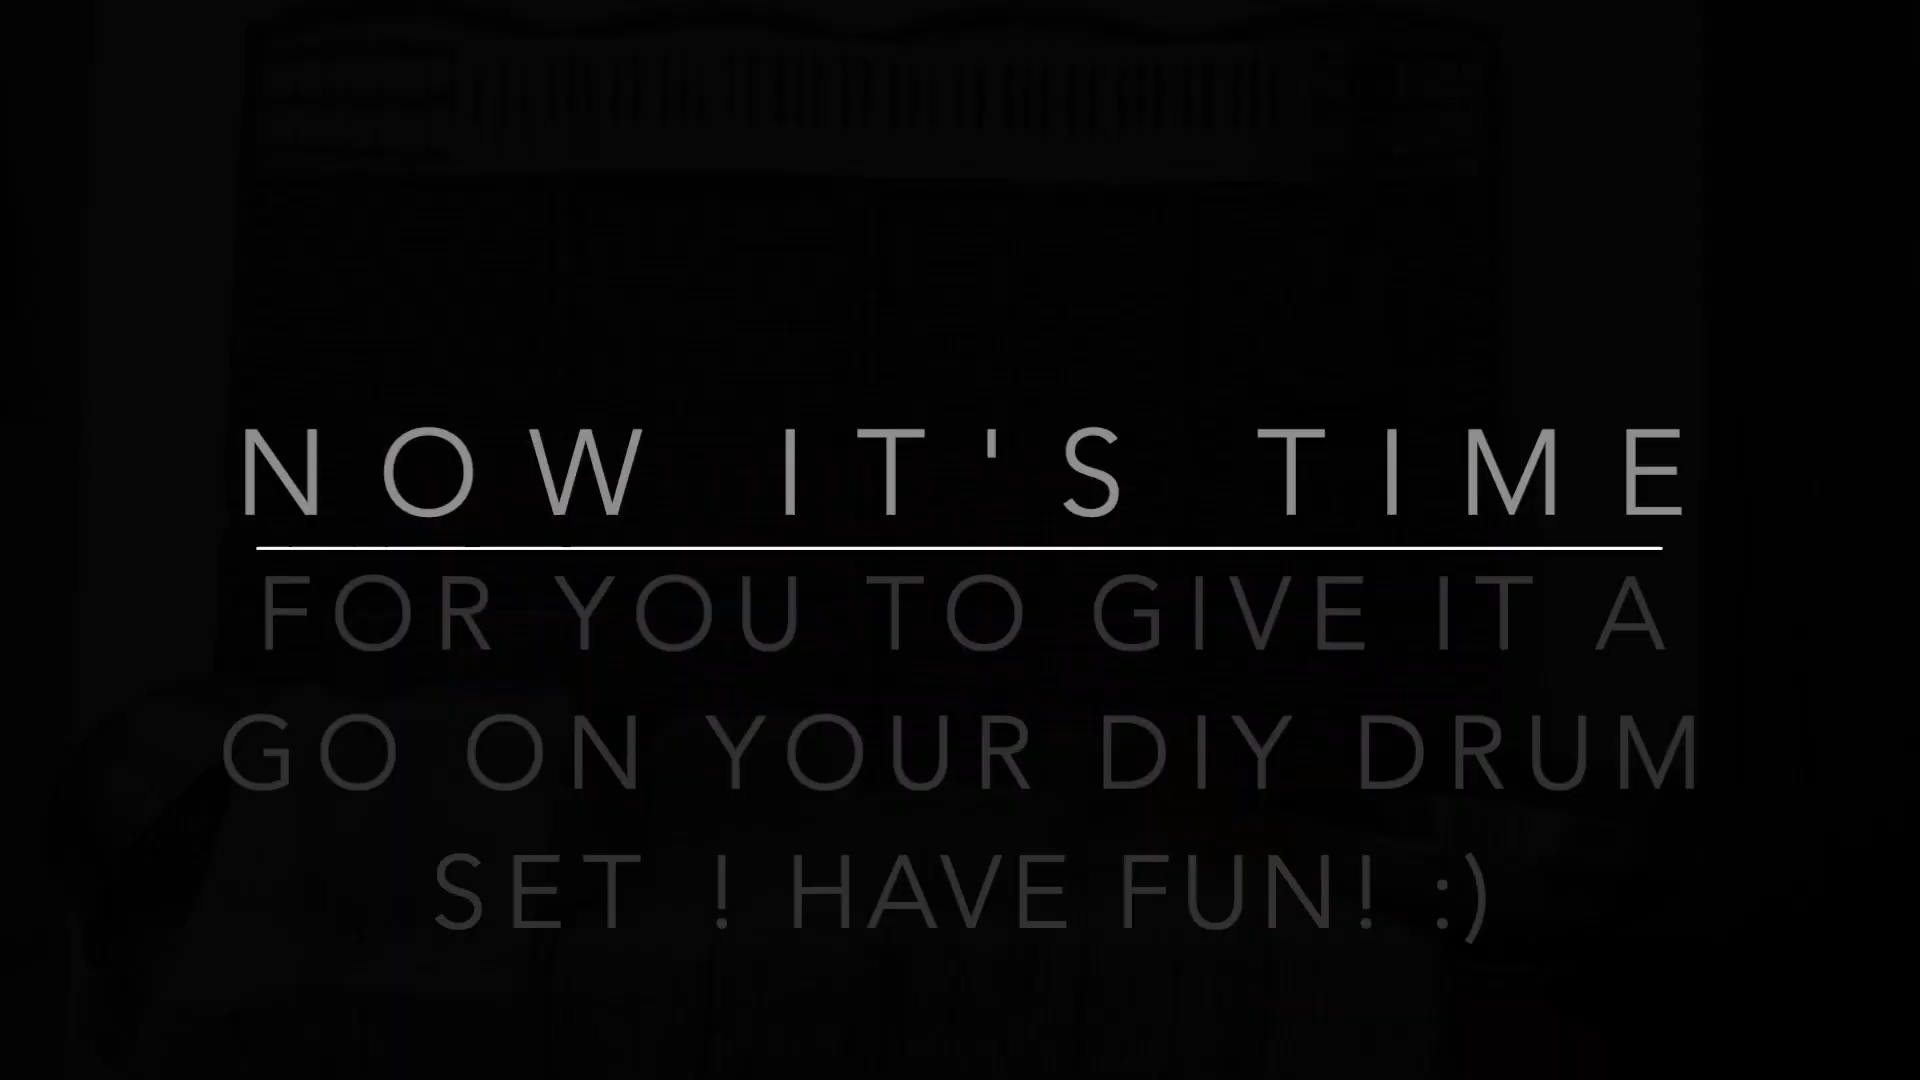 NOW IT'S TIME
FOR YOU TO GIVE IT A
GO ON YOUR DIY DRUM
SET ! HAVE FUN! :)